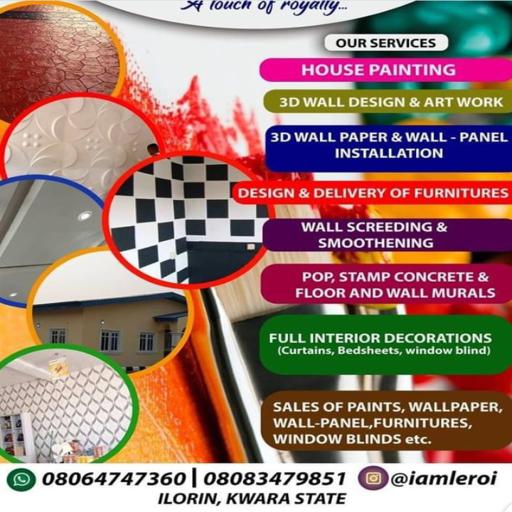 A touch of royalty...
OUR SERVICES
HOUSE PAINTING
3D WALL DESIGN & ART WORK
3D WALL PAPER & WALL - PANEL
INSTALLATION
DESIGN & DELIVERY OF FURNITURES
WALL SCREEDING &
SMOOTHENING
POP, STAMP CONCRETE &
FLOOR AND WALL MURALS
FULL INTERIOR DECORATIONS
(Curtains, Bedsheets, window blind)
SALES OF PAINTS, WALLPAPER,
WALL-PANEL,FURNITURES,
WINDOW BLINDS etc.
08064747360 | 08083479851 @iamleroi
ILORIN, KWARA STATE